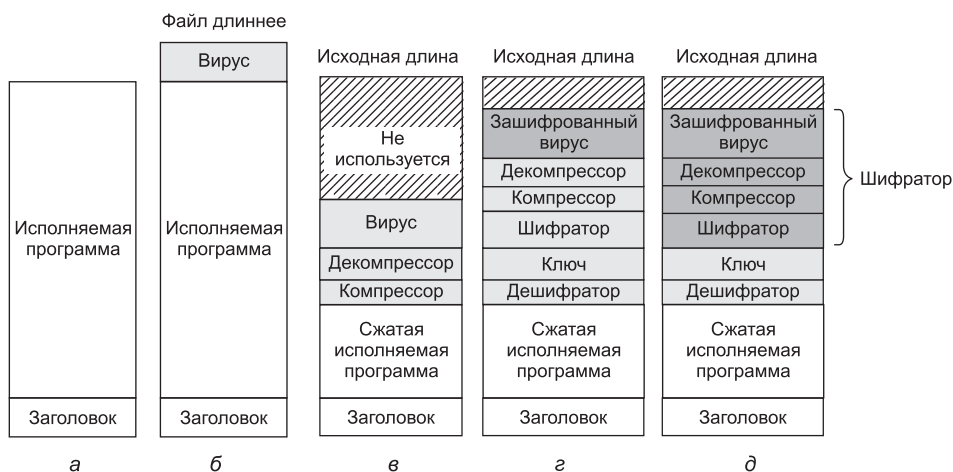 Файл длиннее
Вирус
Исполняемая
программа
Заголовок
а
Исполняемая
программа
Заголовок
б
Исходная длина
Не
используется
Вирус
Декомпрессор
Компрессор
Сжатая
исполняемая
программа
Заголовок
в
Исходная длина
Зашифрованный
вирус
Декомпрессор
Компрессор
Шифратор
Ключ
Дешифратор
Сжатая
исполняемая
программа
Заголовок
г
Исходная длина
Зашифрованный
вирус
Декомпрессор
Компрессор
Шифратор
Ключ
Дешифратор
Сжатая
исполняемая
программа
Заголовок
д
Шифратор